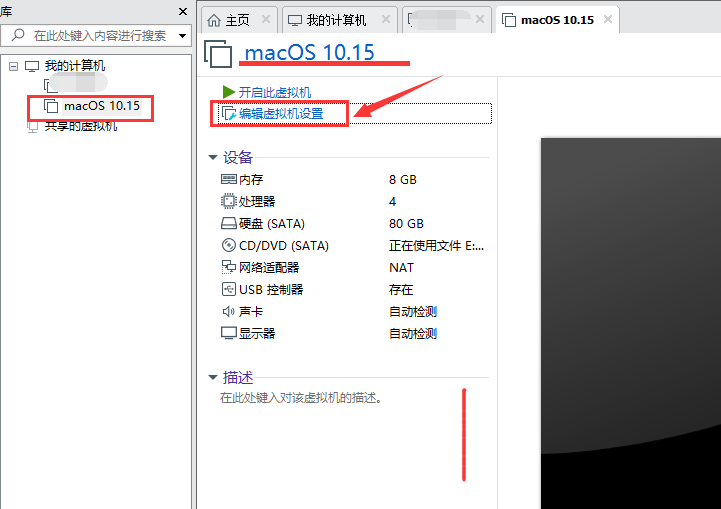 库
主页
我的计算机
macOS 10.15
在此处键入内容进行搜索
我的计算机
macOS 10.15
共享的虚拟机
macOS 10.15
开启此虚拟机
编辑虚拟机设置
设备
内存 8 GB
处理器 4
硬盘 (SATA) 80 GB
CD/DVD (SATA) 正在使用文件 E:...
网络适配器 NAT
USB 控制器 存在
声卡 自动检测
显示器 自动检测
描述
在此处键入对该虚拟机的描述。